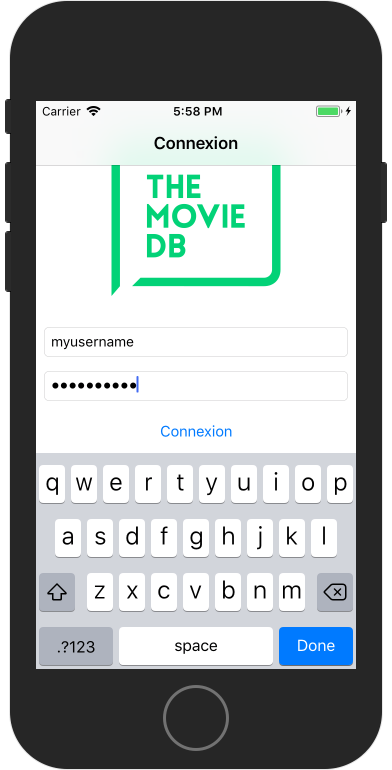 Carrier 5:58 PM
Connexion
THE
MOVIE
DB
myusername
••••••••••
Connexion
q w e r t y u i o p
a s d f g h j k l
z x c v b n m
.?123 space Done